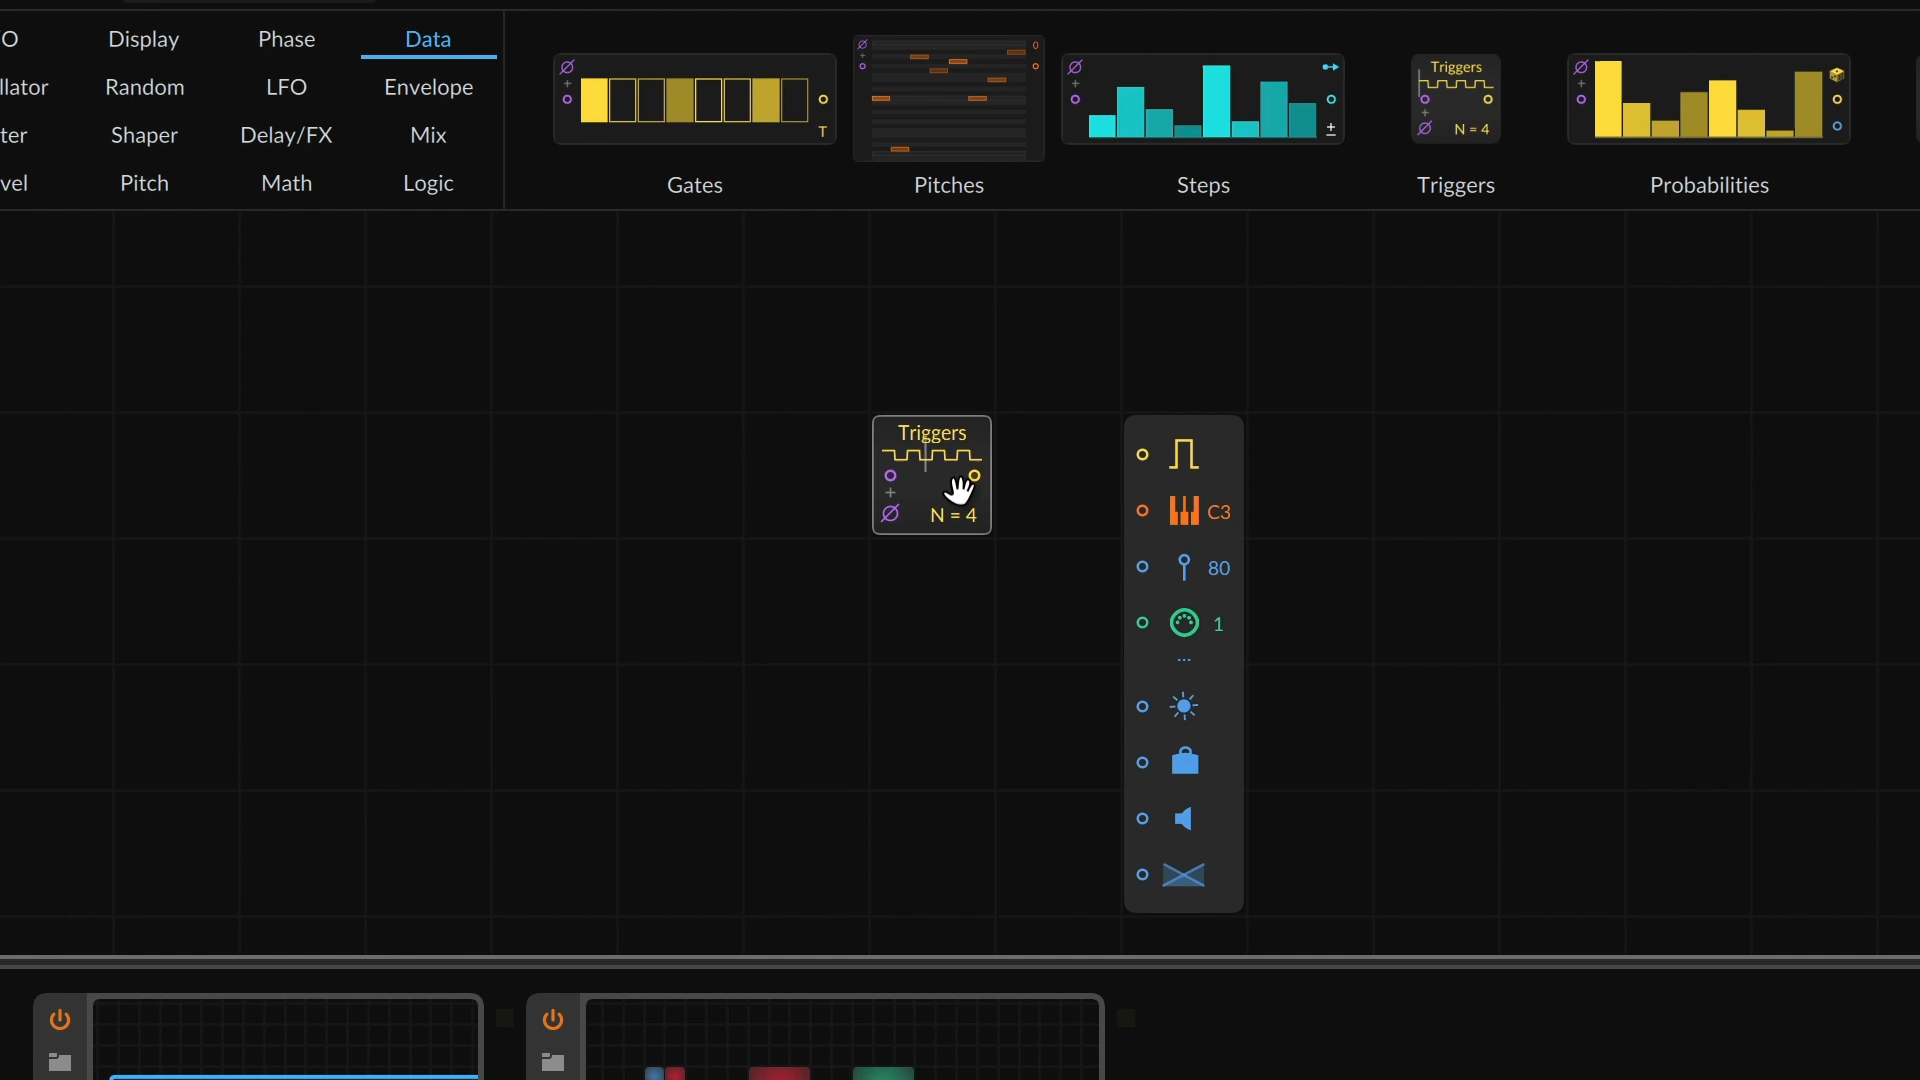 O Display Phase Data
llator Random LFO Envelope
ter Shaper Delay/FX Mix
vel Pitch Math Logic
T
Triggers
N = 4
Gates Pitches Steps Triggers Probabilities
Triggers
N = 4
C3
80
1
...